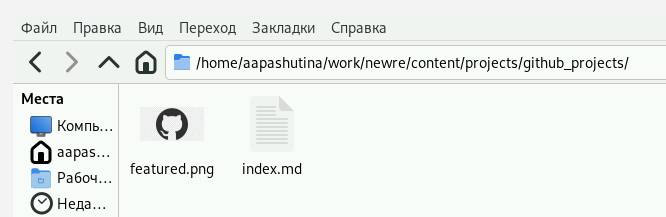 Файл Правка Вид Переход Закладки Справка
/home/aapashutina/work/newre/content/projects/github_projects/
Места
Компь...
aapas...
Рабоч...
Неда...
featured.png index.md